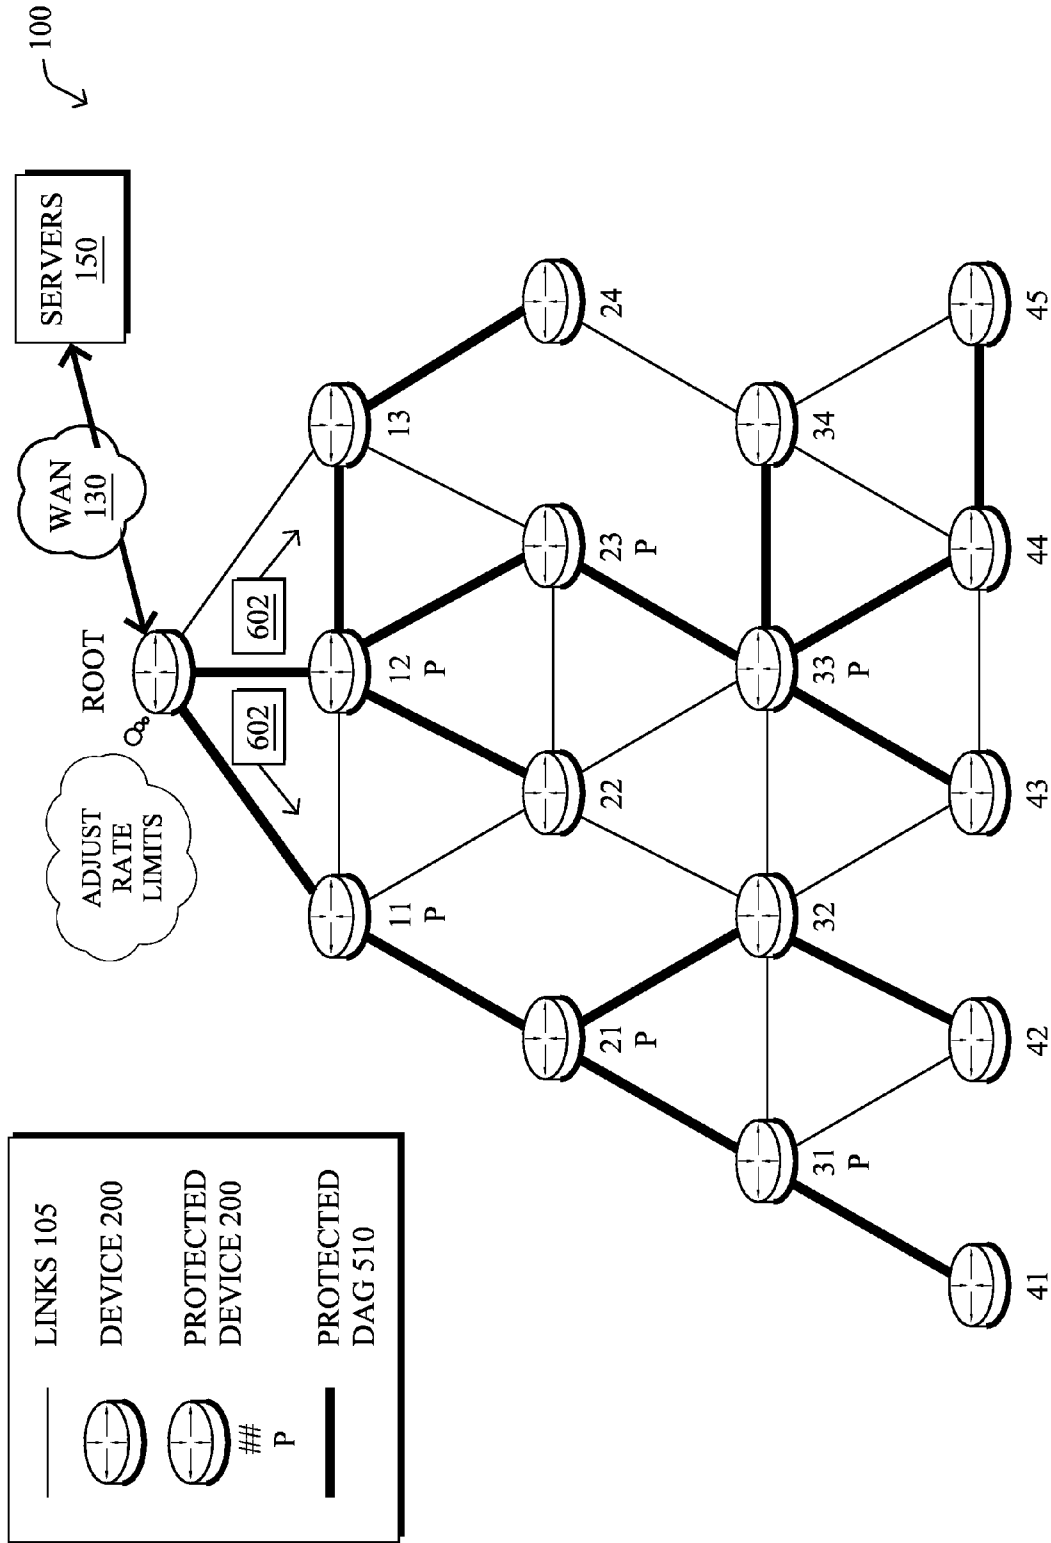 100
SERVERS
150
WAN
130
ROOT
ADJUST
RATE
LIMITS
602
602
11
P
12
P
13
21
P
22
23
P
24
31
P
32
33
P
34
41
42
43
44
45
LINKS 105
DEVICE 200
##
P
PROTECTED
DEVICE 200
PROTECTED
DAG 510